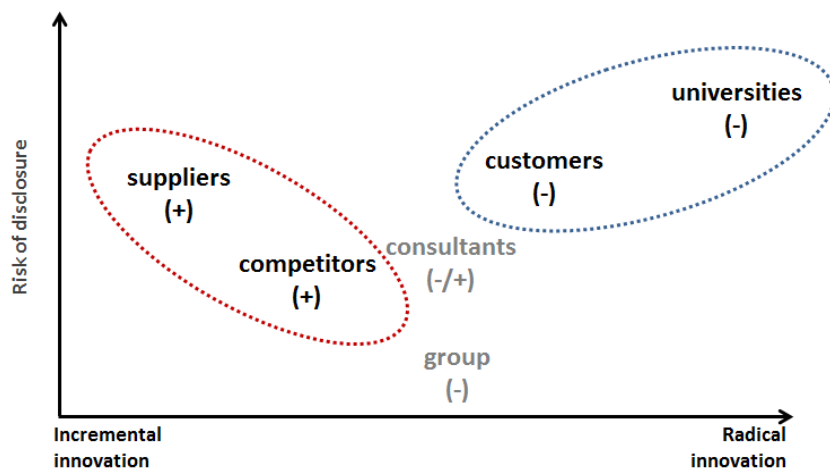 Risk of disclosure
universities
(-)
customers
(-)
suppliers
(+)
consultants
(-/+)
competitors
(+)
group
(-)
Incremental
innovation
Radical
innovation